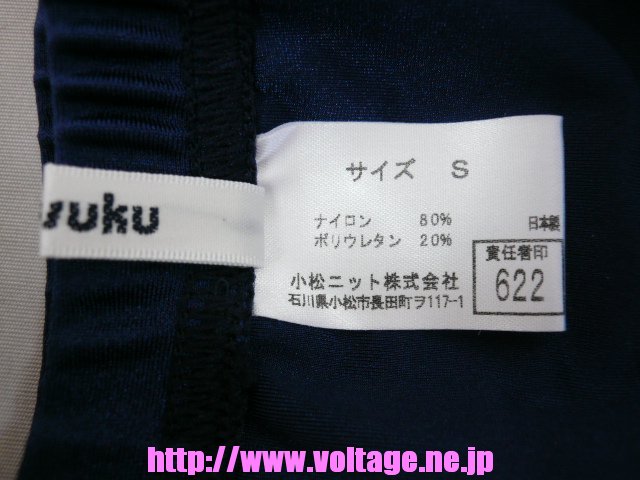 サイズ S
ナイロン 80%
ポリウレタン 20%
日本製
責任者印
622
小松ニット株式会社
石川県小松市長田町ヲ117-1
http://www.voltage.ne.jp